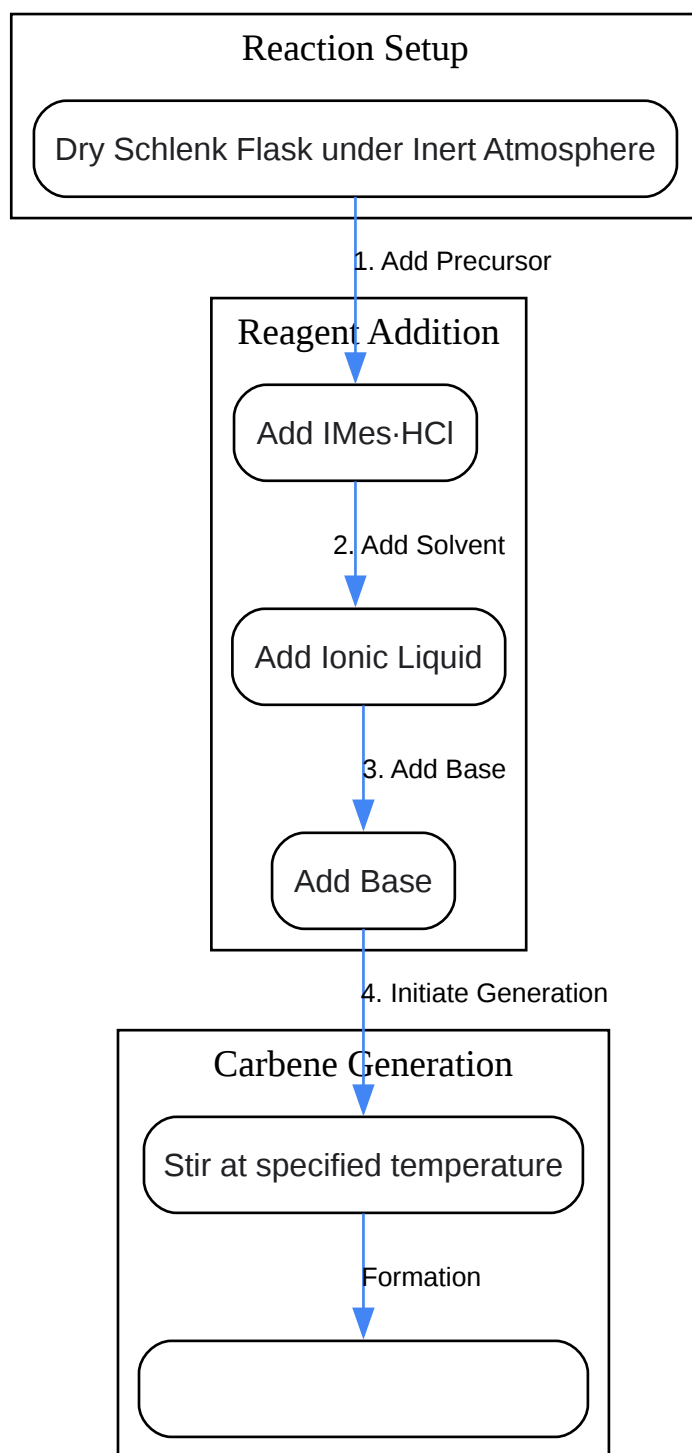 Reaction Setup
Dry Schlenk Flask under Inert Atmosphere
1. Add Precursor
Reagent Addition
Add IMes·HCl
2. Add Solvent
Add Ionic Liquid
3. Add Base
Add Base
4. Initiate Generation
Carbene Generation
Stir at specified temperature
Formation